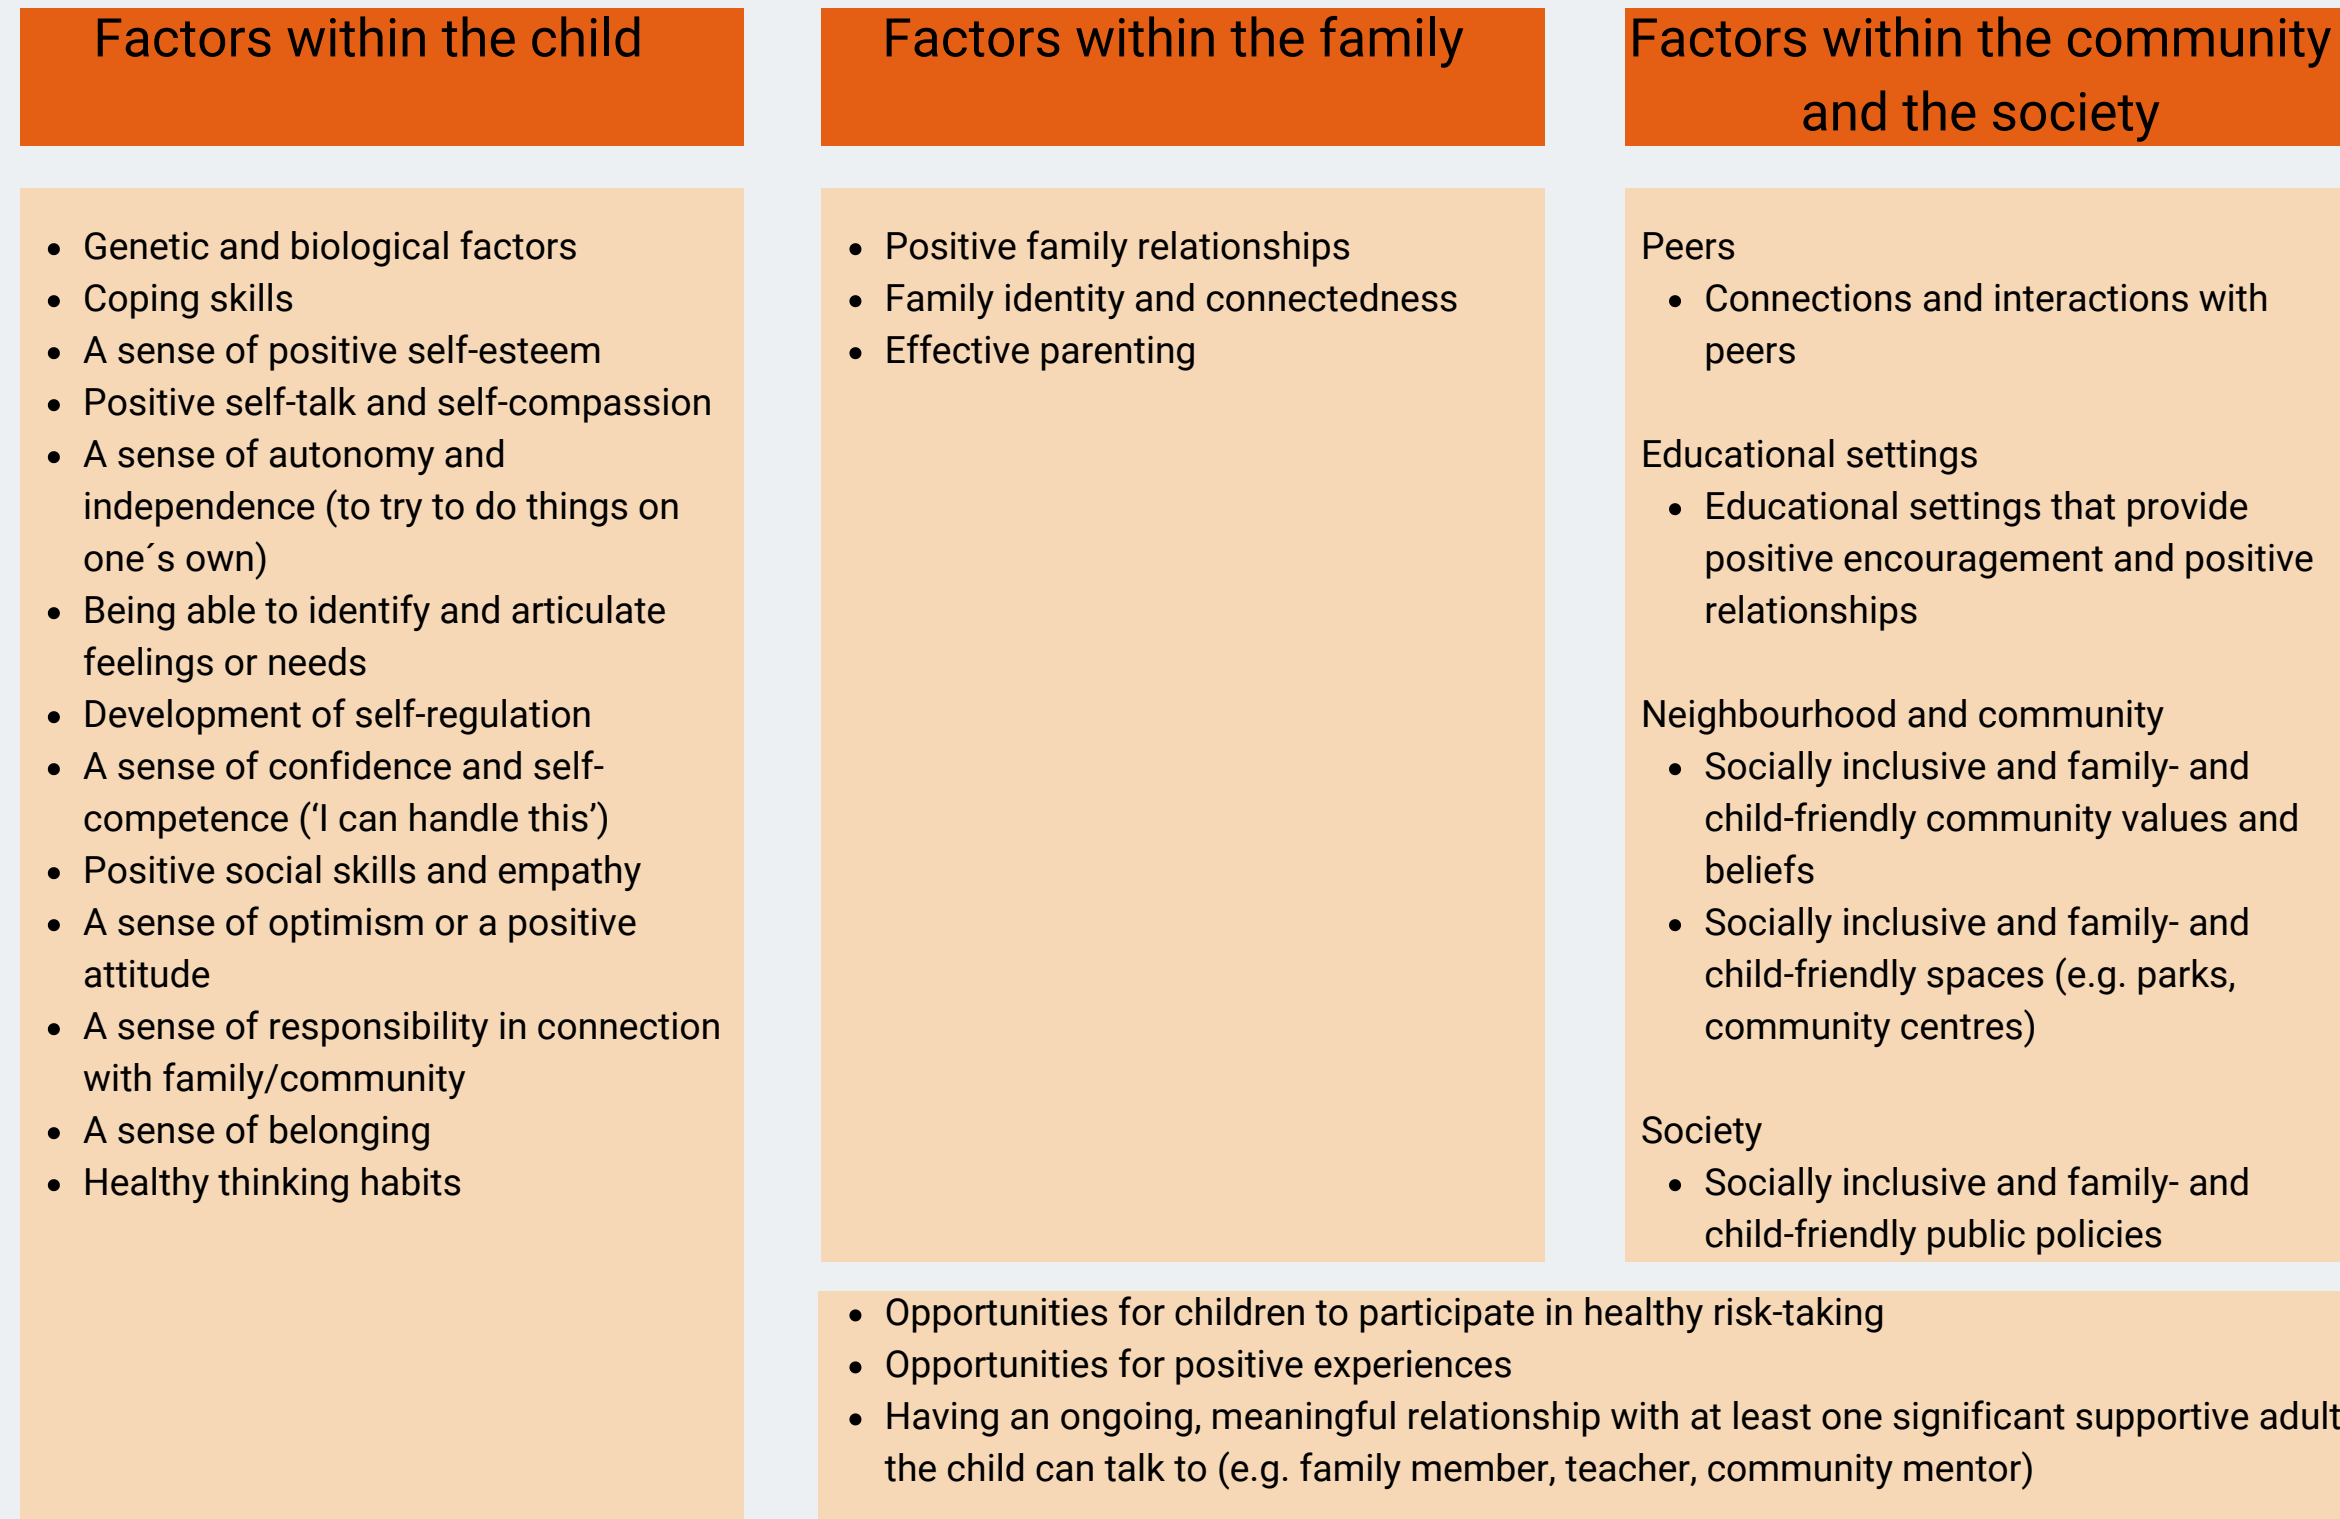 Factors within the child
Genetic and biological factors
Coping skills
A sense of positive self-esteem
Positive self-talk and self-compassion
A sense of autonomy and
independence (to try to do things on
one´s own)
Being able to identify and articulate
feelings or needs
Development of self-regulation
A sense of confidence and self-
competence (‘I can handle this’)
Positive social skills and empathy
A sense of optimism or a positive
attitude
A sense of responsibility in connection
with family/community
A sense of belonging
Healthy thinking habits
Factors within the family
Positive family relationships
Family identity and connectedness
Effective parenting
Factors within the community
and the society
Peers
Connections and interactions with
peers
Educational settings
Educational settings that provide
positive encouragement and positive
relationships
Neighbourhood and community
Socially inclusive and family- and
child-friendly community values and
beliefs
Socially inclusive and family- and
child-friendly spaces (e.g. parks,
community centres)
Society
Socially inclusive and family- and
child-friendly public policies
Opportunities for children to participate in healthy risk-taking
Opportunities for positive experiences
Having an ongoing, meaningful relationship with at least one significant supportive adult
the child can talk to (e.g. family member, teacher, community mentor)